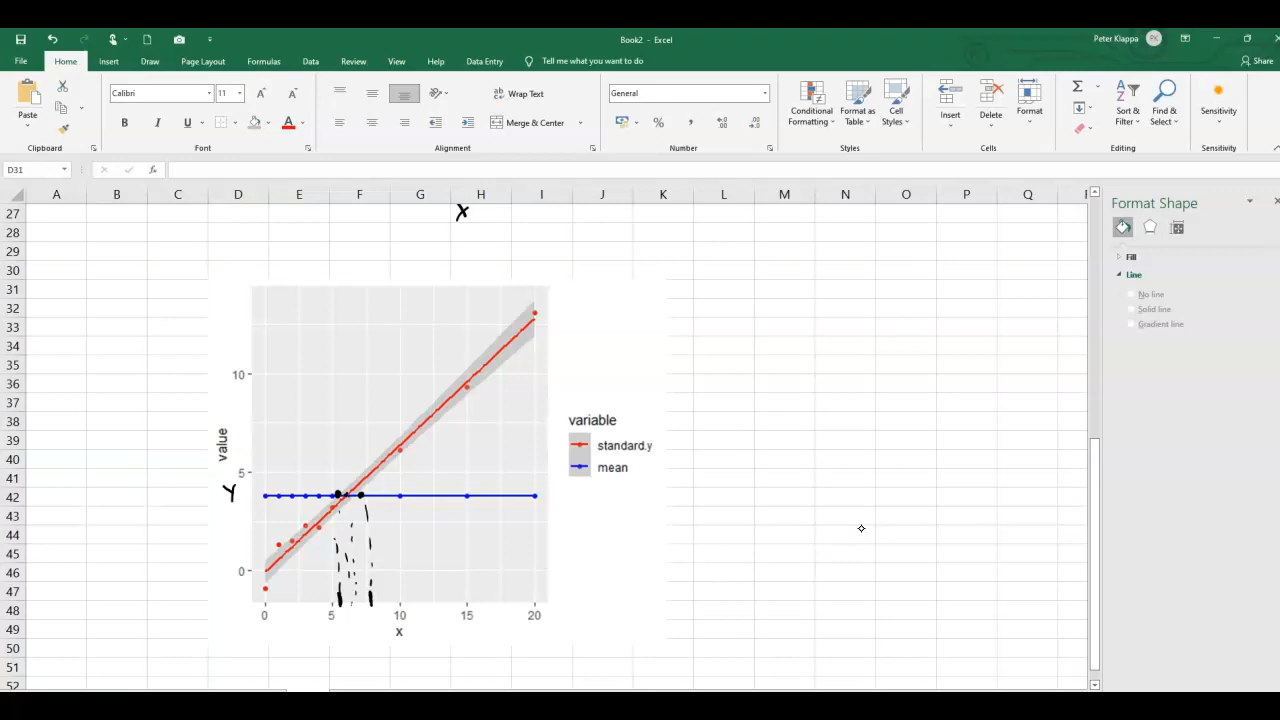 Book2 - Excel
Peter Klappa PK
File Home Insert Draw Page Layout Formulas Data Review View Help Data Entry Tell me what you want to do Share
Paste
Clipboard
Calibri 11
B I U A
Font
Wrap Text
Merge & Center
Alignment
General
Number
Conditional Formatting
Format as Table
Cell Styles
Styles
Insert Delete Format
Cells
Sort & Filter
Find & Select
Editing
Sensitivity
Sensitivity
D31
fx
A B C D E F G H I J K L M N O P Q
27
28
29
30
31
32
33
34
35
36
37
38
39
40
41
42
43
44
45
46
47
48
49
50
51
52
X
10
5
0
value
Y
0 5 10 15 20
x
variable
standard.y
mean
Format Shape
Fill
Line
No line
Solid line
Gradient line